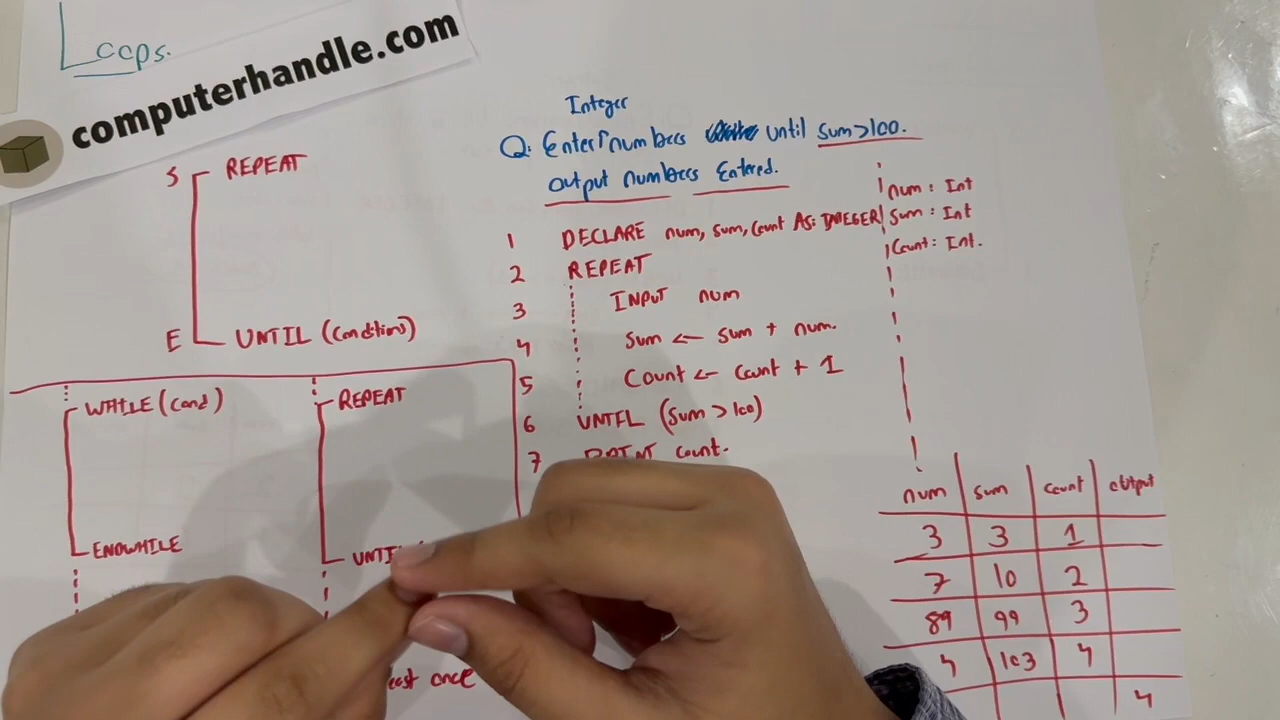 Loops.
computerhandle.com
Integer
Q: Enter numbers until sum>100.
output numbers Entered.
S REPEAT
E UNTIL (conditions)
num : Int
sum : Int
Count : Int.
1 DECLARE num, sum, Count As: INTEGER
2 REPEAT
3 INPUT num
4 sum <- sum + num.
5 Count <- count + 1
6 UNTIL (sum > 100)
7 PRINT count.
WHILE (cond)
ENDWHILE
REPEAT
once
num sum count output
3 3 1
7 10 2
89 99 3
4 103 4
4